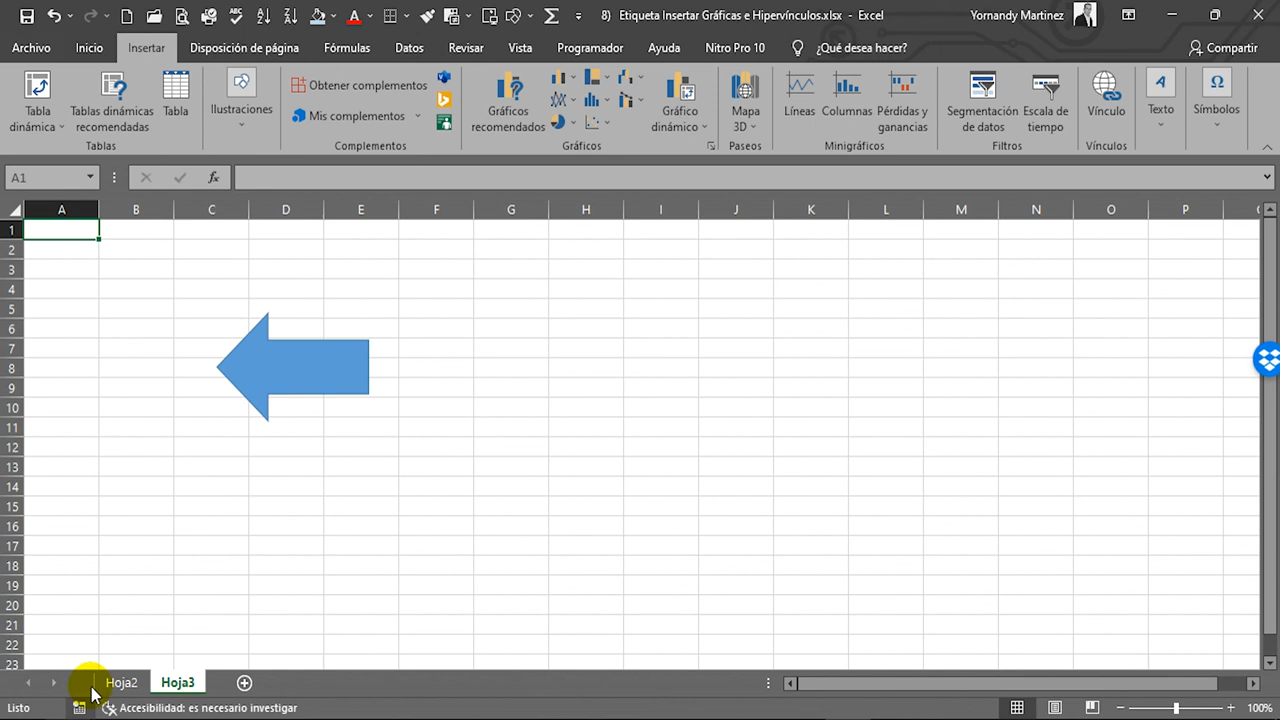 8) Etiqueta Insertar Gráficas e Hipervínculos.xlsx - Excel
Yornandy Martinez
Archivo Inicio Insertar Disposición de página Fórmulas Datos Revisar Vista Programador Ayuda Nitro Pro 10 ¿Qué desea hacer? Compartir
Tabla dinámica
Tablas dinámicas recomendadas
Tabla
Tablas
Ilustraciones
Obtener complementos
Mis complementos
Complementos
Gráficos recomendados
Gráfico dinámico
Gráficos
Mapa 3D
Paseos
Líneas
Columnas
Pérdidas y ganancias
Minigráficos
Segmentación de datos
Escala de tiempo
Filtros
Vínculo
Vínculos
Texto
Símbolos
A1
fx
A B C D E F G H I J K L M N O P
1
2
3
4
5
6
7
8
9
10
11
12
13
14
15
16
17
18
19
20
21
22
23
Hoja2 Hoja3
Listo Accesibilidad: es necesario investigar 100%